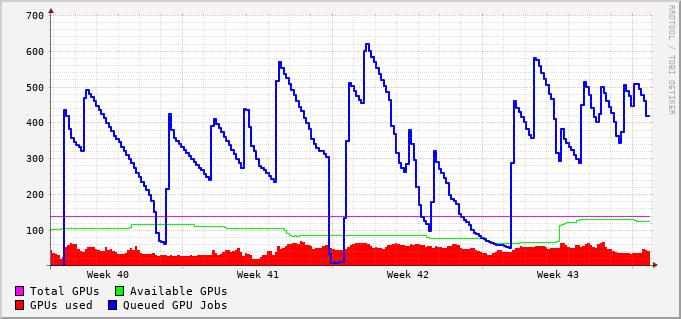 700
600
500
400
300
200
100
Week 40 Week 41 Week 42 Week 43
Total GPUs Available GPUs
GPUs used Queued GPU Jobs
RRDTOOL / TOBI OETIKER